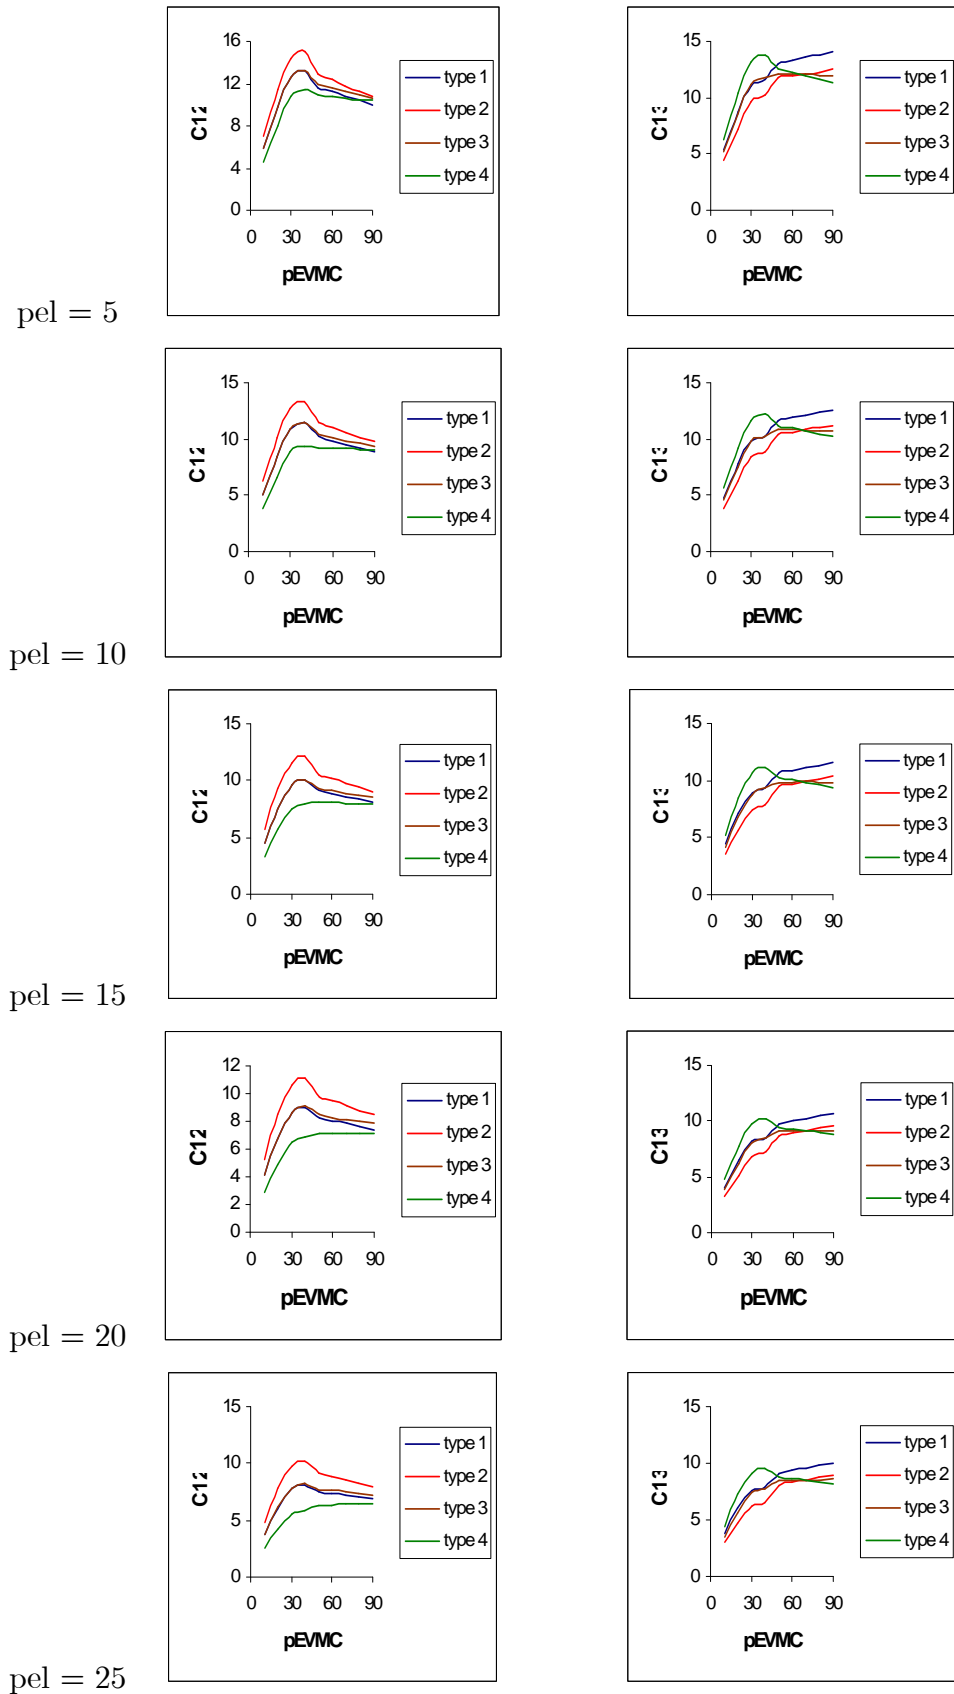 16
12
8
4
0
C12
0 30 60 90
pEVMC
type 1
type 2
type 3
type 4
15
10
5
0
C13
0 30 60 90
pEVMC
type 1
type 2
type 3
type 4
pel = 5
15
10
5
0
C12
0 30 60 90
pEVMC
type 1
type 2
type 3
type 4
15
10
5
0
C13
0 30 60 90
pEVMC
type 1
type 2
type 3
type 4
pel = 10
15
10
5
0
C12
0 30 60 90
pEVMC
type 1
type 2
type 3
type 4
15
10
5
0
C13
0 30 60 90
pEVMC
type 1
type 2
type 3
type 4
pel = 15
12
10
8
6
4
2
0
C12
0 30 60 90
pEVMC
type 1
type 2
type 3
type 4
15
10
5
0
C13
0 30 60 90
pEVMC
type 1
type 2
type 3
type 4
pel = 20
15
10
5
0
C12
0 30 60 90
pEVMC
type 1
type 2
type 3
type 4
15
10
5
0
C13
0 30 60 90
pEVMC
type 1
type 2
type 3
type 4
pel = 25